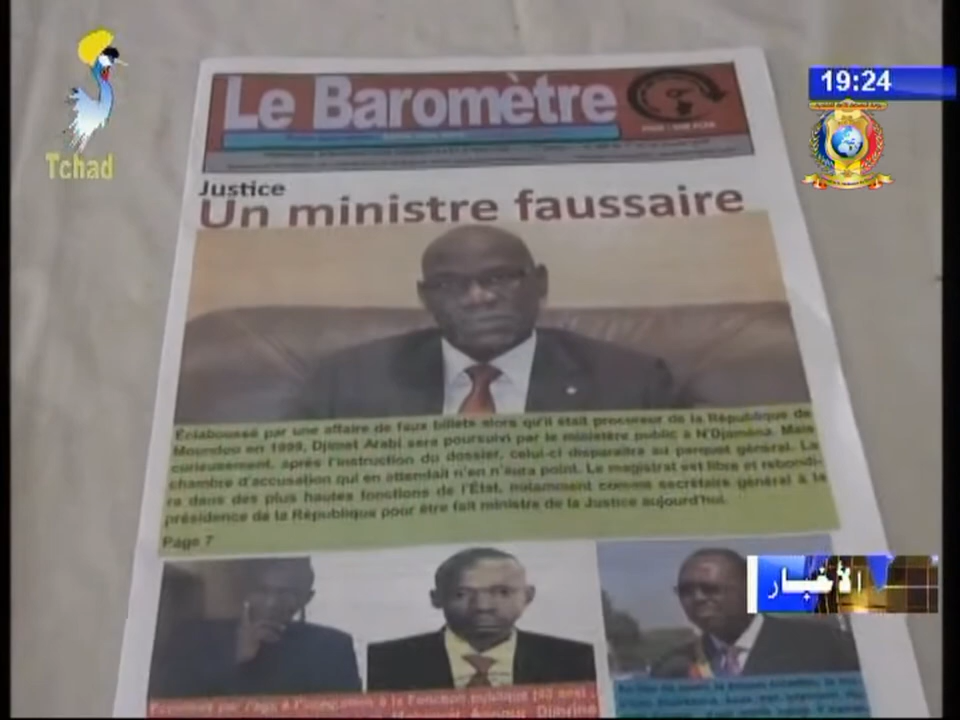 Tchad
19:24
Le Baromètre
Justice
Un ministre faussaire
Éclaboussé par une affaire de faux billets alors qu'il était procureur de la République de
Moundou en 1999, Djimet Arabi sera poursuivi par le ministère public à N'Djaména. Mais
curieusement, après l'instruction du dossier, celui-ci disparaîtra au parquet général. La
chambre d'accusation qui en attendait n'en n'aura point. Le magistrat est libre et rebondi-
ra dans des plus hautes fonctions de l'État, notamment comme secrétaire général à la
présidence de la République pour être fait ministre de la Justice aujourd'hui.
Page 7
الأخبار
à la Fonction publique